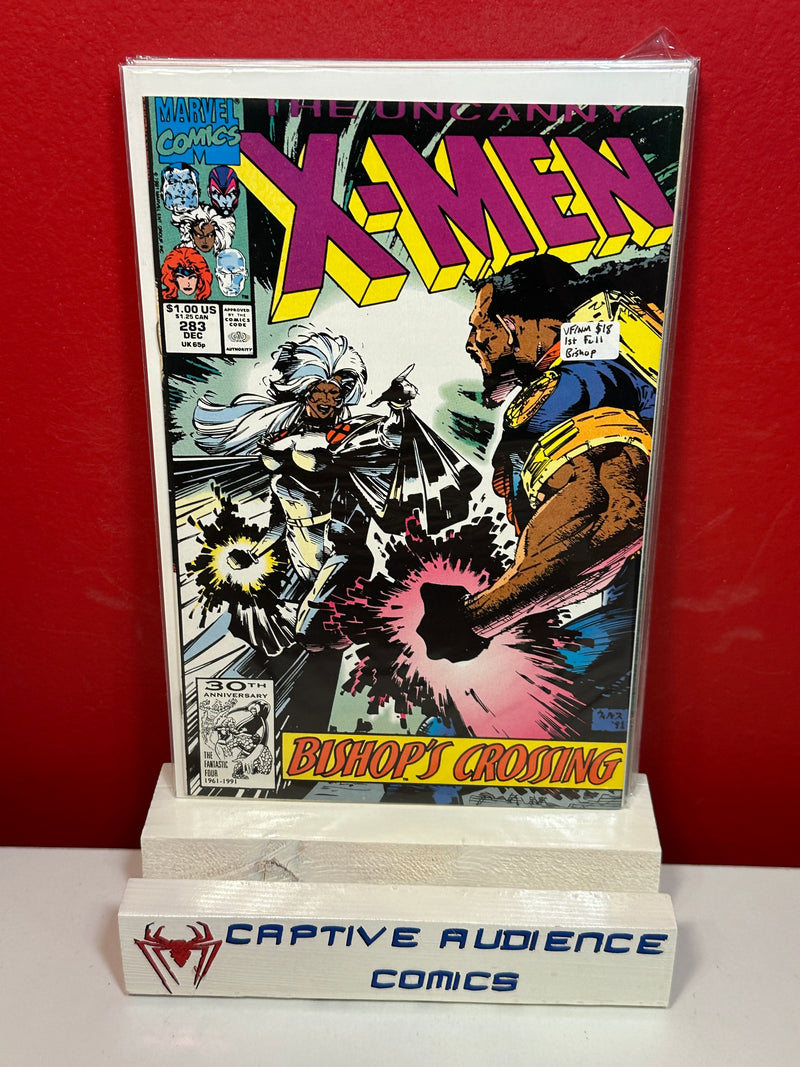 THE UNCANNY
X-MEN
MARVEL
COMICS
M
$1.00 US
$1.25 CAN
283
DEC
UK 65p
APPROVED
BY THE
COMICS
CODE
AUTHORITY
VF/NM $18
1st Full
Bishop
30TH
ANNIVERSARY
THE
FANTASTIC
FOUR
1961-1991
'91
BISHOP'S CROSSING
CAPTIVE AUDIENCE
COMICS